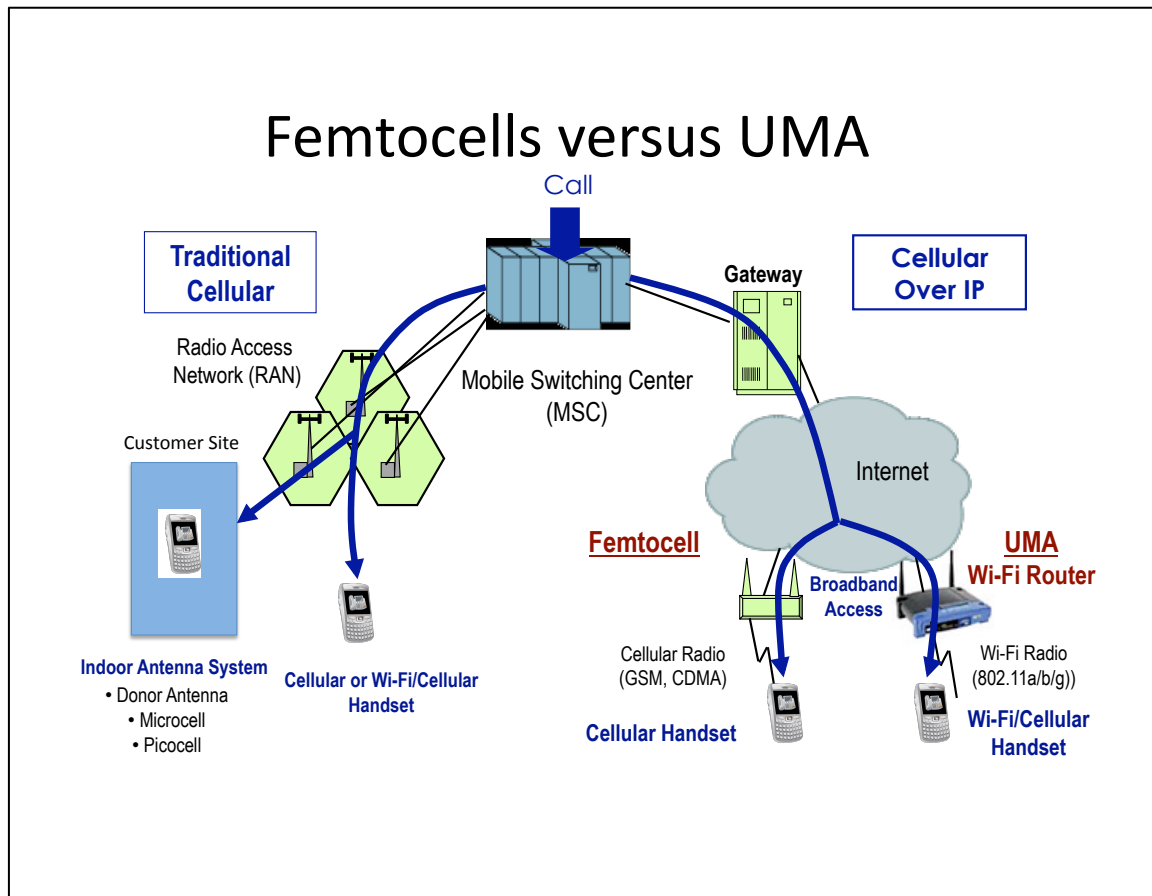 Femtocells versus UMA
Call
Traditional
Cellular
Radio Access
Network (RAN)
Mobile Switching Center
(MSC)
Gateway
Cellular
Over IP
Customer Site
Internet
Femtocell
Broadband
Access
UMA
Wi-Fi Router
Indoor Antenna System
• Donor Antenna
• Microcell
• Picocell
Cellular or Wi-Fi/Cellular
Handset
Cellular Radio
(GSM, CDMA)
Cellular Handset
Wi-Fi Radio
(802.11a/b/g))
Wi-Fi/Cellular
Handset